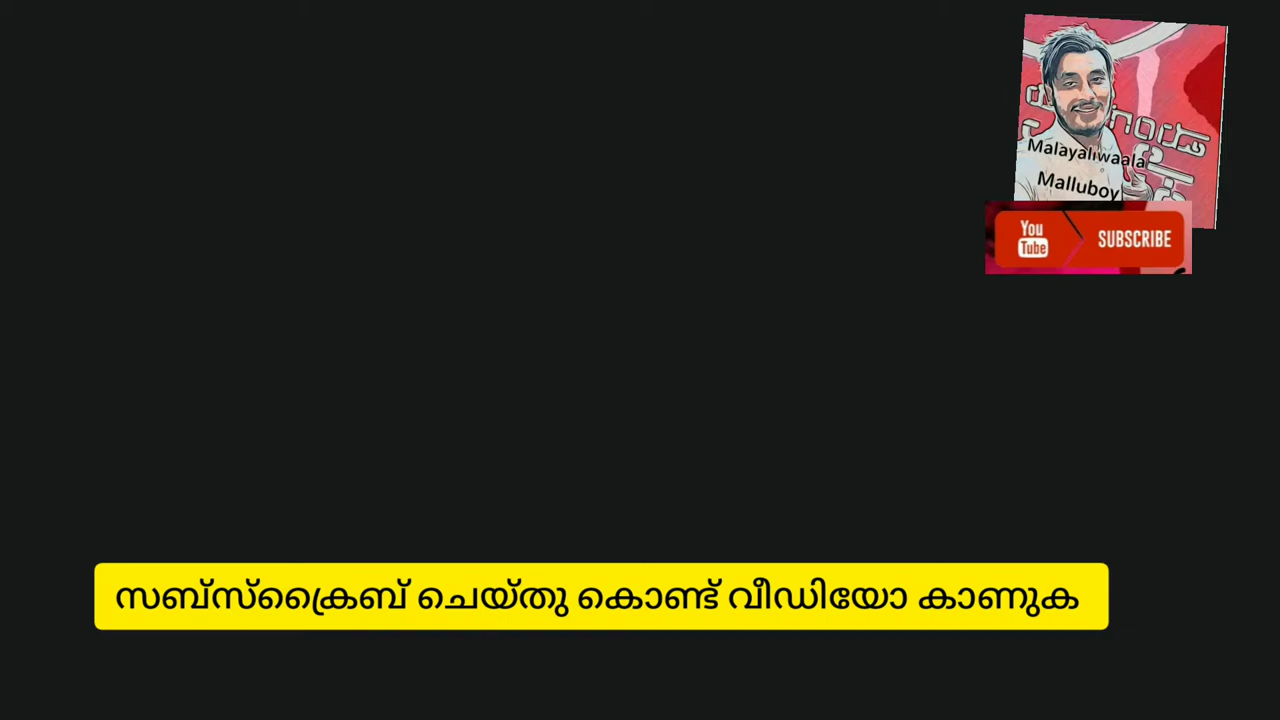 Malayaliwaala
Malluboy
You
Tube
SUBSCRIBE
സബ്സ്ക്രൈബ് ചെയ്തു കൊണ്ട് വീഡിയോ കാണുക